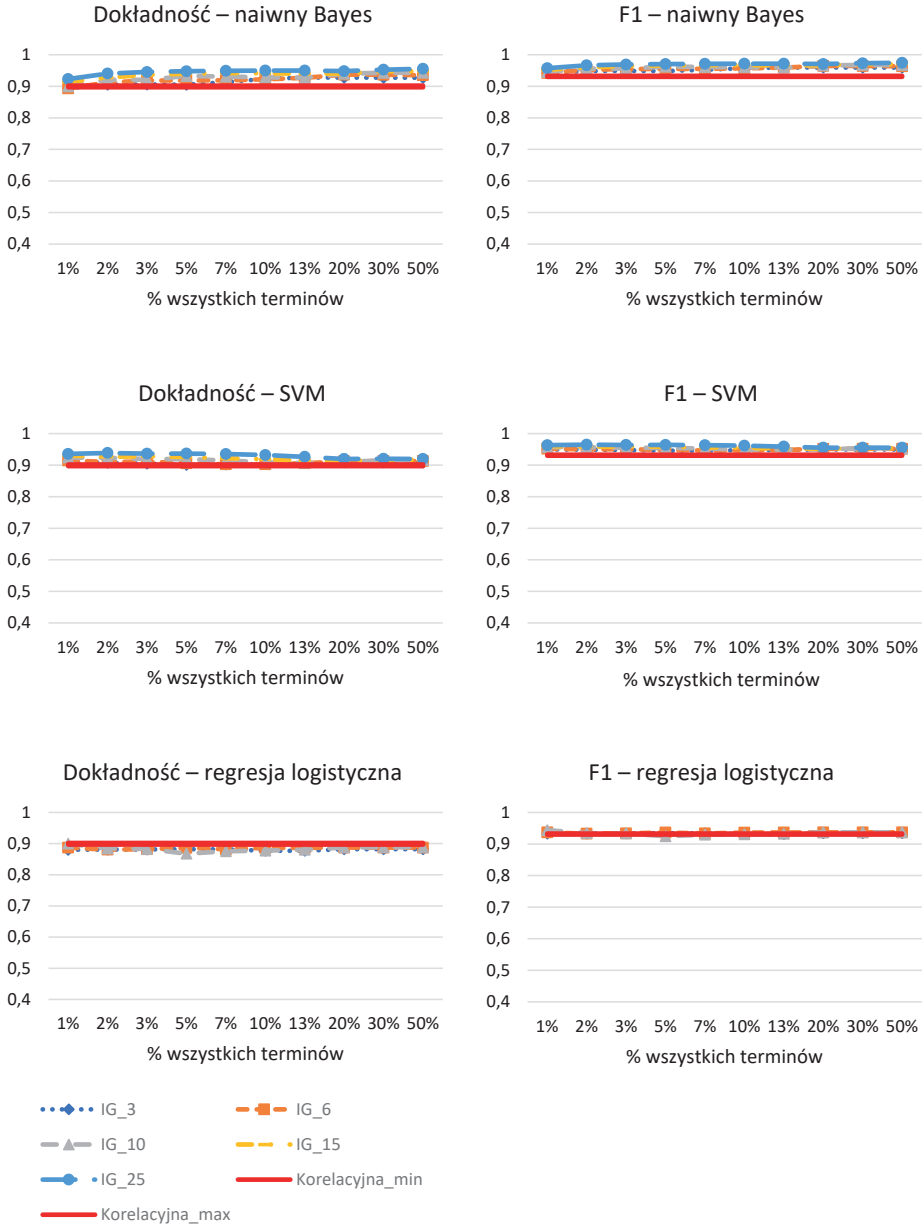 Dokładność – naiwny Bayes
1
0,9
0,8
0,7
0,6
0,5
0,4
1% 2% 3% 5% 7% 10% 13% 20% 30% 50%
% wszystkich terminów
F1 – naiwny Bayes
1
0,9
0,8
0,7
0,6
0,5
0,4
1% 2% 3% 5% 7% 10% 13% 20% 30% 50%
% wszystkich terminów
Dokładność – SVM
1
0,9
0,8
0,7
0,6
0,5
0,4
1% 2% 3% 5% 7% 10% 13% 20% 30% 50%
% wszystkich terminów
F1 – SVM
1
0,9
0,8
0,7
0,6
0,5
0,4
1% 2% 3% 5% 7% 10% 13% 20% 30% 50%
% wszystkich terminów
Dokładność – regresja logistyczna
1
0,9
0,8
0,7
0,6
0,5
0,4
1% 2% 3% 5% 7% 10% 13% 20% 30% 50%
% wszystkich terminów
F1 – regresja logistyczna
1
0,9
0,8
0,7
0,6
0,5
0,4
1% 2% 3% 5% 7% 10% 13% 20% 30% 50%
% wszystkich terminów
IG_3
IG_6
IG_10
IG_15
IG_25
Korelacyjna_min
Korelacyjna_max